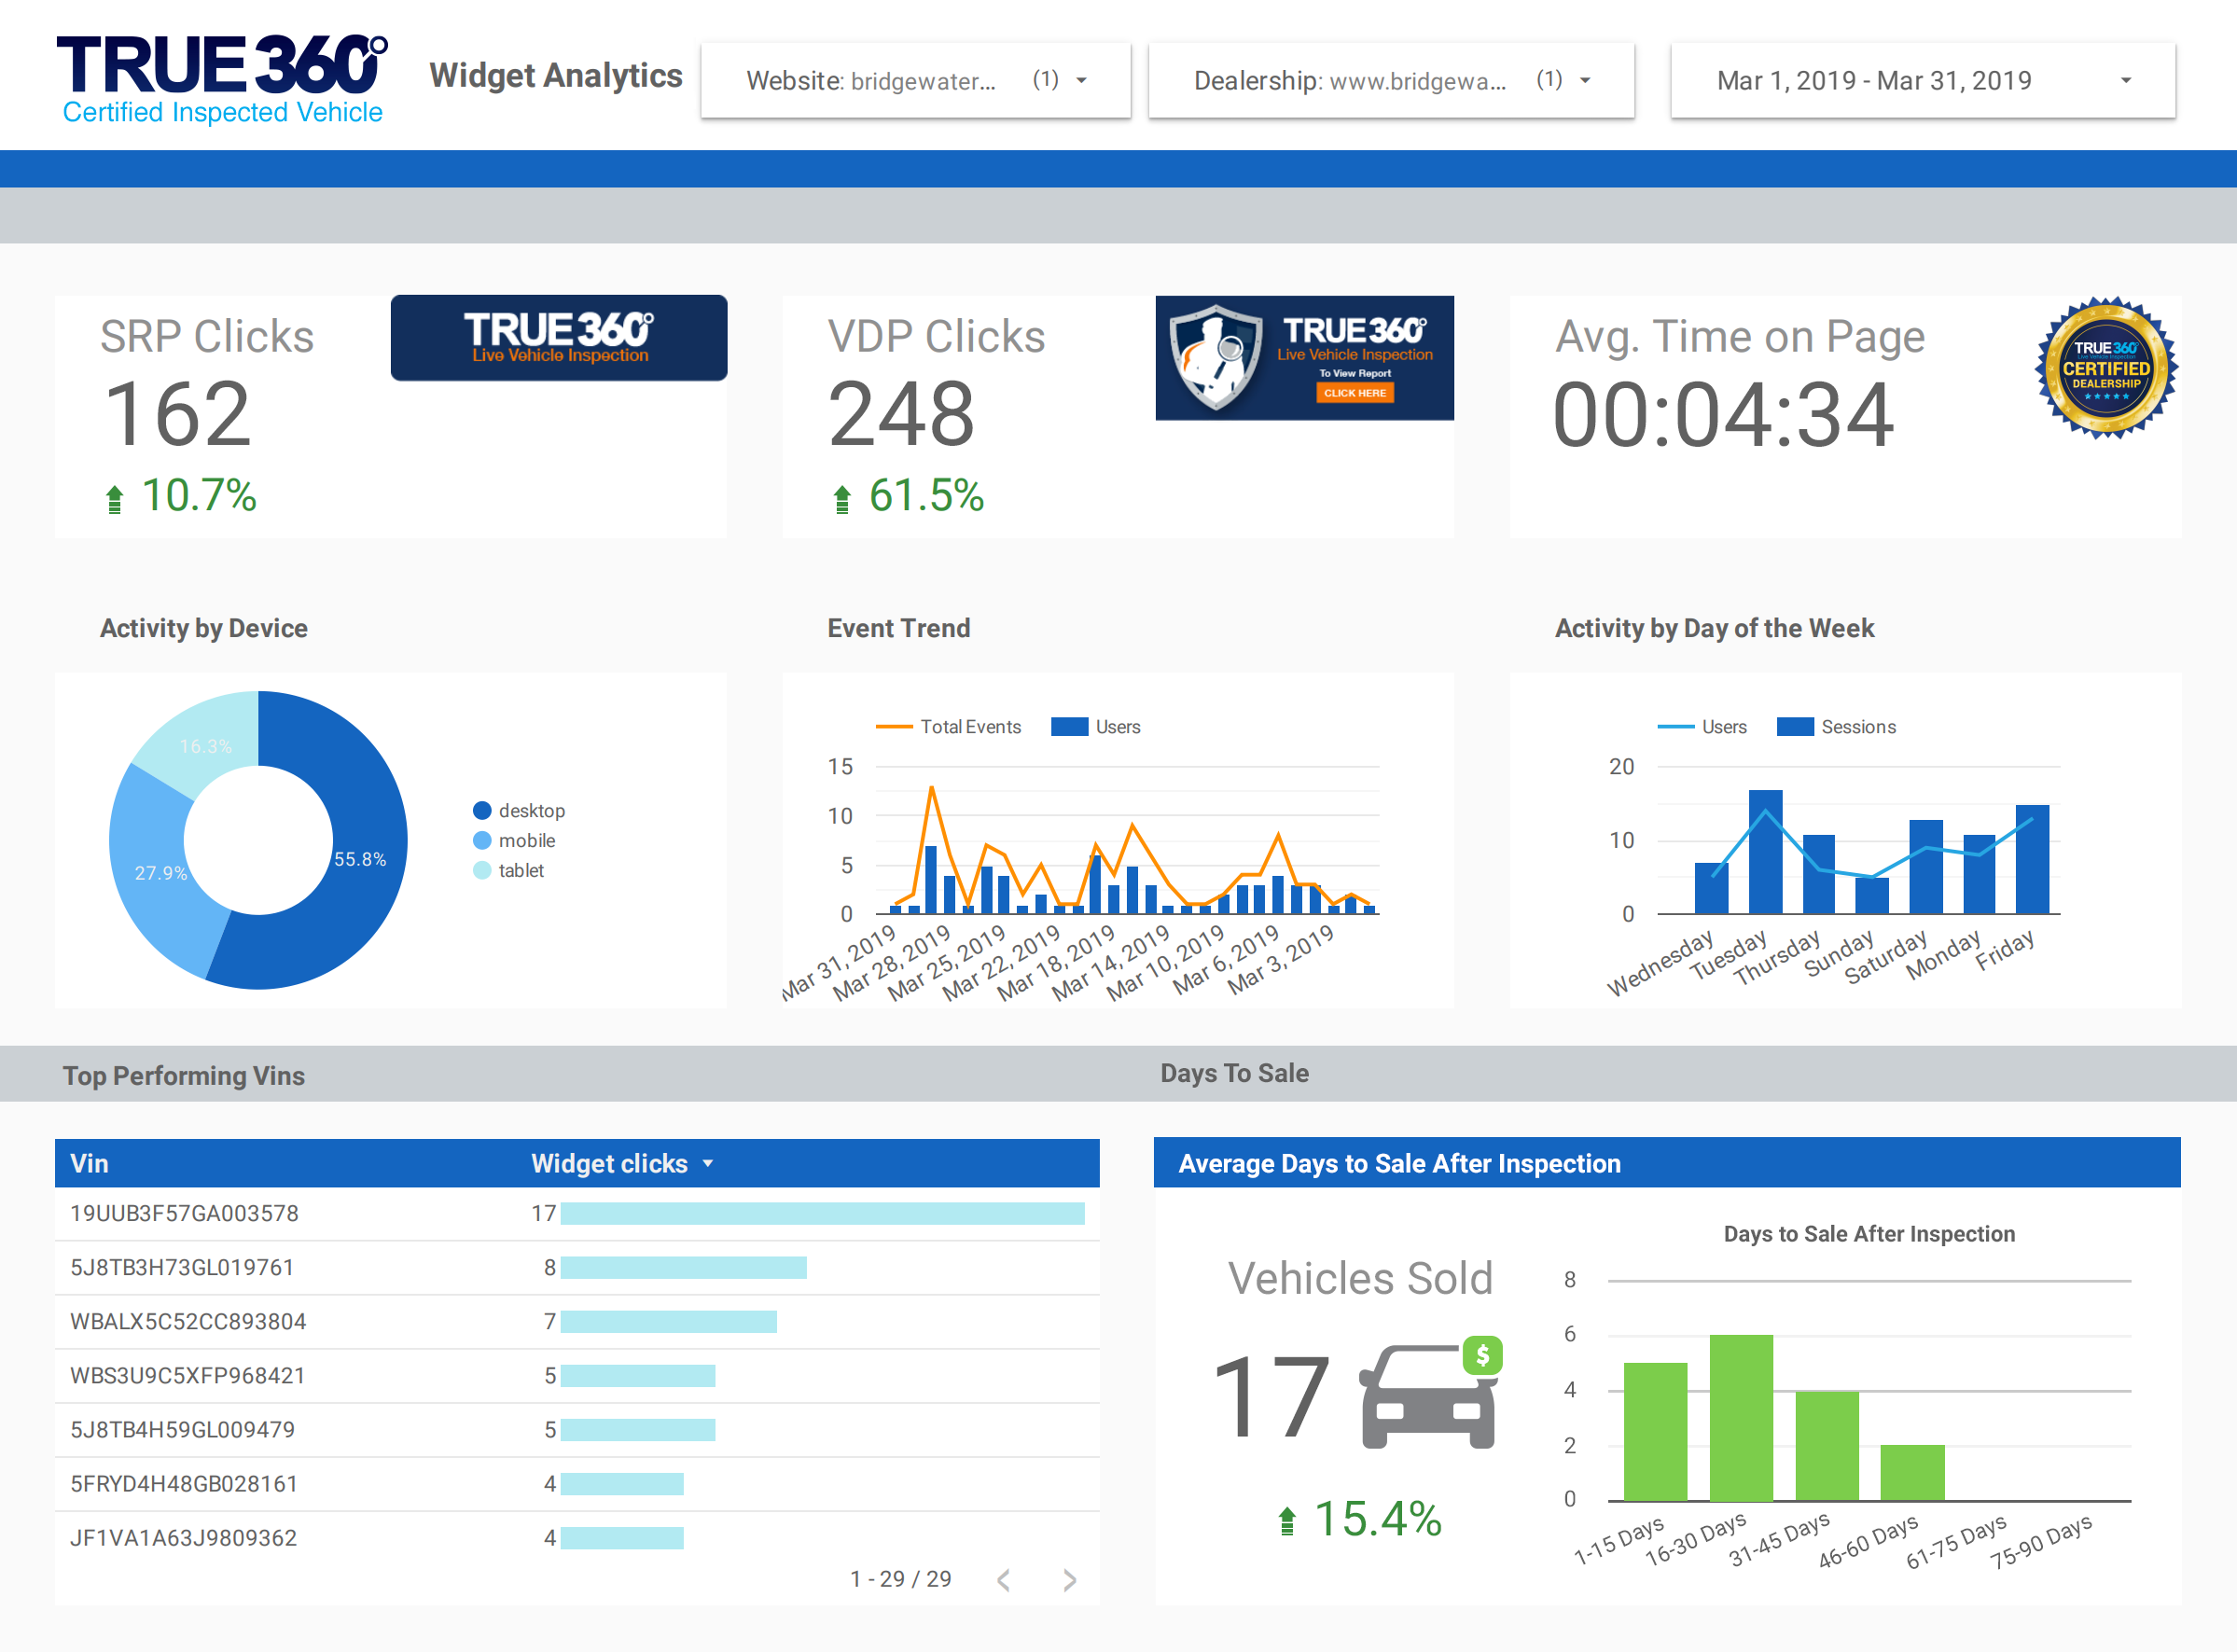 TRUE360°
Certified Inspected Vehicle
Widget Analytics
Website: bridgewater... (1)
Dealership: www.bridgewa... (1)
Mar 1, 2019 - Mar 31, 2019
SRP Clicks
162
10.7%
TRUE360°
Live Vehicle Inspection
VDP Clicks
248
61.5%
TRUE360°
Live Vehicle Inspection
To View Report
CLICK HERE
Avg. Time on Page
00:04:34
TRUE360°
Live Vehicle Inspection
CERTIFIED
DEALERSHIP
Activity by Device
16.3%
27.9%
55.8%
desktop
mobile
tablet
Event Trend
Total Events
Users
15
10
5
0
Mar 31, 2019
Mar 28, 2019
Mar 25, 2019
Mar 22, 2019
Mar 18, 2019
Mar 14, 2019
Mar 10, 2019
Mar 6, 2019
Mar 3, 2019
Activity by Day of the Week
Users
Sessions
20
10
0
Wednesday
Tuesday
Thursday
Sunday
Saturday
Monday
Friday
Top Performing Vins
Days To Sale
Vin Widget clicks
19UUB3F57GA003578 17
5J8TB3H73GL019761 8
WBALX5C52CC893804 7
WBS3U9C5XFP968421 5
5J8TB4H59GL009479 5
5FRYD4H48GB028161 4
JF1VA1A63J9809362 4
1 - 29 / 29
Average Days to Sale After Inspection
Vehicles Sold
17
$
15.4%
Days to Sale After Inspection
8
6
4
2
0
1-15 Days
16-30 Days
31-45 Days
46-60 Days
61-75 Days
75-90 Days